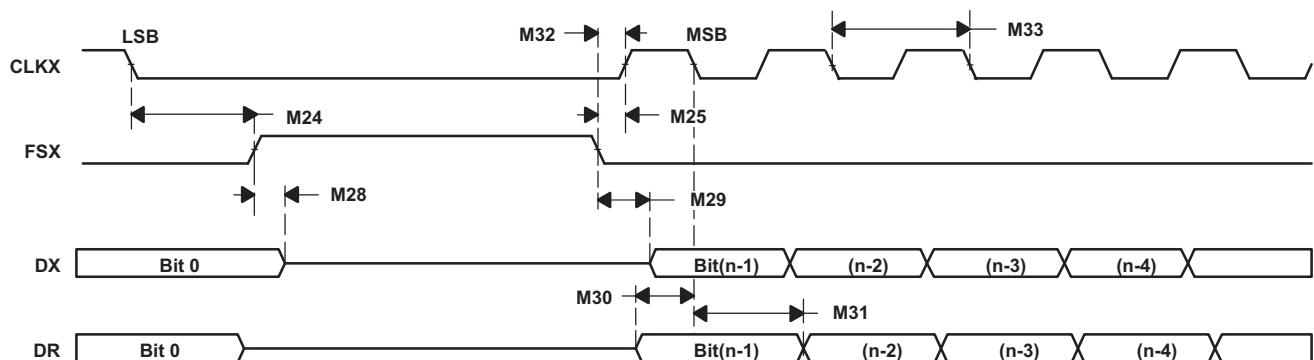 LSB
M32
MSB
M33
CLKX
M24
M25
FSX
M28
M29
DX
Bit 0
Bit(n-1)
(n-2)
(n-3)
(n-4)
M30
M31
DR
Bit 0
Bit(n-1)
(n-2)
(n-3)
(n-4)